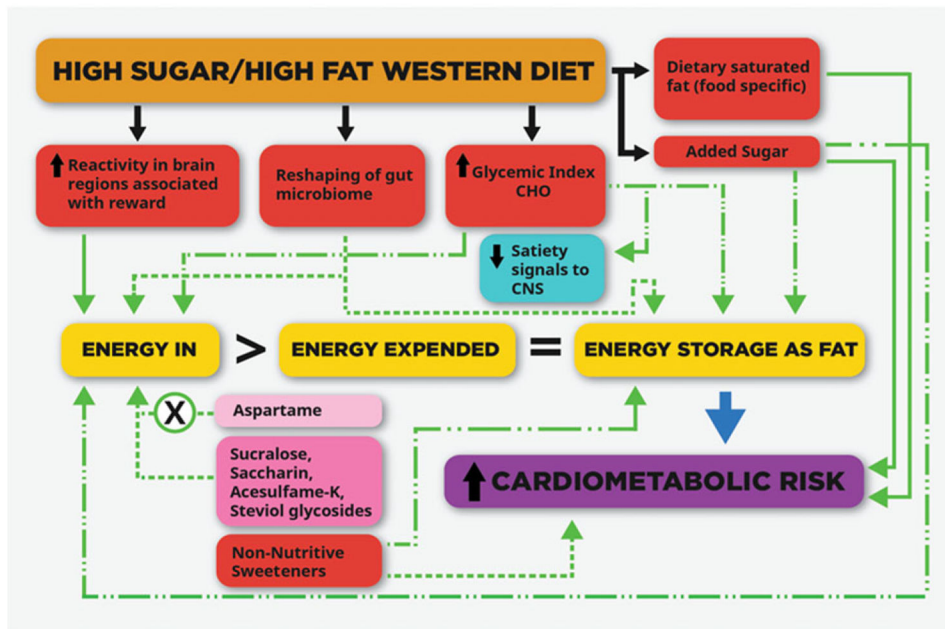 HIGH SUGAR/HIGH FAT WESTERN DIET
Dietary saturated
fat (food specific)
Added Sugar
Reactivity in brain
regions associated
with reward
Reshaping of gut
microbiome
Glycemic Index
CHO
Satiety
signals to
CNS
ENERGY IN
>
ENERGY EXPENDED
=
ENERGY STORAGE AS FAT
X
Aspartame
Sucralose,
Saccharin,
Acesulfame-K,
Steviol glycosides
CARDIOMETABOLIC RISK
Non-Nutritive
Sweeteners